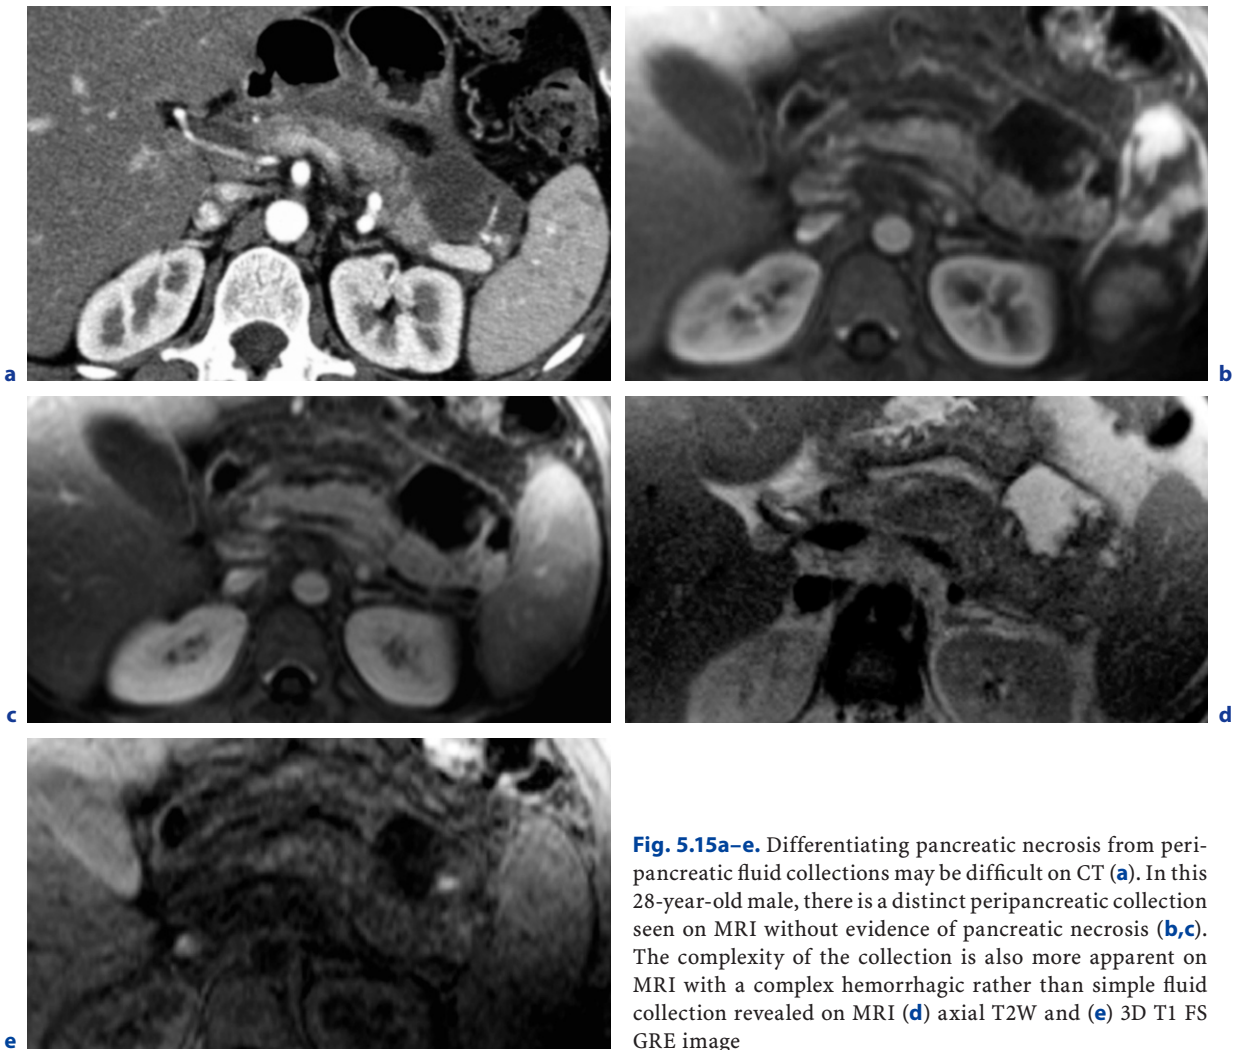 a
b
c
d
e
Fig. 5.15a–e. Differentiating pancreatic necrosis from peri-
pancreatic fluid collections may be difficult on CT (a). In this
28-year-old male, there is a distinct peripancreatic collection
seen on MRI without evidence of pancreatic necrosis (b,c).
The complexity of the collection is also more apparent on
MRI with a complex hemorrhagic rather than simple fluid
collection revealed on MRI (d) axial T2W and (e) 3D T1 FS
GRE image